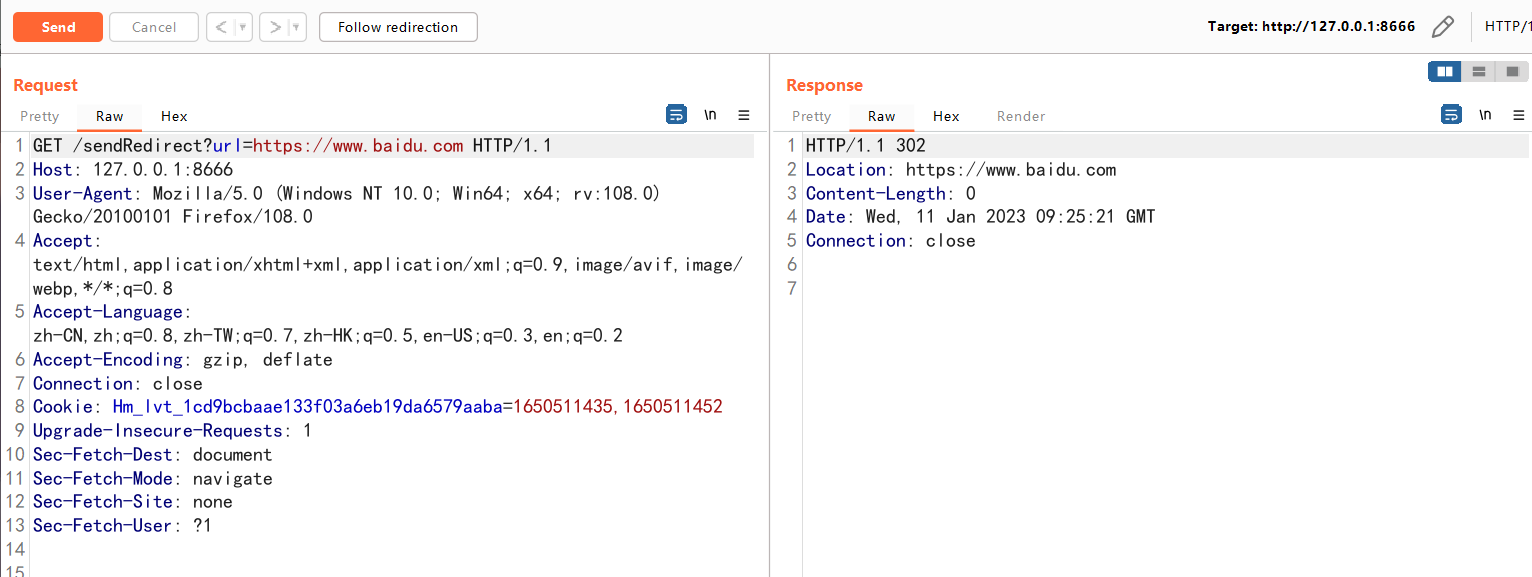 Send Cancel < > Follow redirection Target: http://127.0.0.1:8666 HTTP/1
Request
Pretty Raw Hex \n
1 GET /sendRedirect?url=https://www.baidu.com HTTP/1.1
2 Host: 127.0.0.1:8666
3 User-Agent: Mozilla/5.0 (Windows NT 10.0; Win64; x64; rv:108.0)
Gecko/20100101 Firefox/108.0
4 Accept:
text/html,application/xhtml+xml,application/xml;q=0.9,image/avif,image/
webp,*/*;q=0.8
5 Accept-Language:
zh-CN,zh;q=0.8,zh-TW;q=0.7,zh-HK;q=0.5,en-US;q=0.3,en;q=0.2
6 Accept-Encoding: gzip, deflate
7 Connection: close
8 Cookie: Hm_lvt_1cd9bcbaae133f03a6eb19da6579aaba=1650511435,1650511452
9 Upgrade-Insecure-Requests: 1
10 Sec-Fetch-Dest: document
11 Sec-Fetch-Mode: navigate
12 Sec-Fetch-Site: none
13 Sec-Fetch-User: ?1
14
15
Response
Pretty Raw Hex Render \n
1 HTTP/1.1 302
2 Location: https://www.baidu.com
3 Content-Length: 0
4 Date: Wed, 11 Jan 2023 09:25:21 GMT
5 Connection: close
6
7